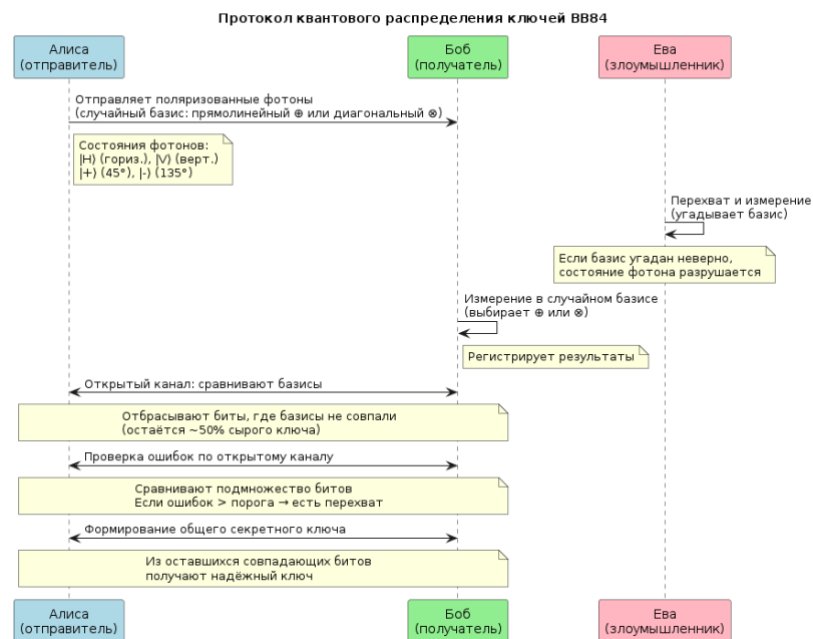 Протокол квантового распределения ключей BB84
Алиса
(отправитель)
Боб
(получатель)
Ева
(злоумышленник)
Отправляет поляризованные фотоны
(случайный базис: прямолинейный ⊕ или диагональный ⊗)
Состояния фотонов:
|H⟩ (гориз.), |V⟩ (верт.)
|+⟩ (45°), |-⟩ (135°)
Перехват и измерение
(угадывает базис)
Если базис угадан неверно,
состояние фотона разрушается
Измерение в случайном базисе
(выбирает ⊕ или ⊗)
Регистрирует результаты
Открытый канал: сравнивают базисы
Отбрасывают биты, где базисы не совпали
(остаётся ~50% сырого ключа)
Проверка ошибок по открытому каналу
Сравнивают подмножество битов
Если ошибок > порога → есть перехват
Формирование общего секретного ключа
Из оставшихся совпадающих битов
получают надёжный ключ
Алиса
(отправитель)
Боб
(получатель)
Ева
(злоумышленник)